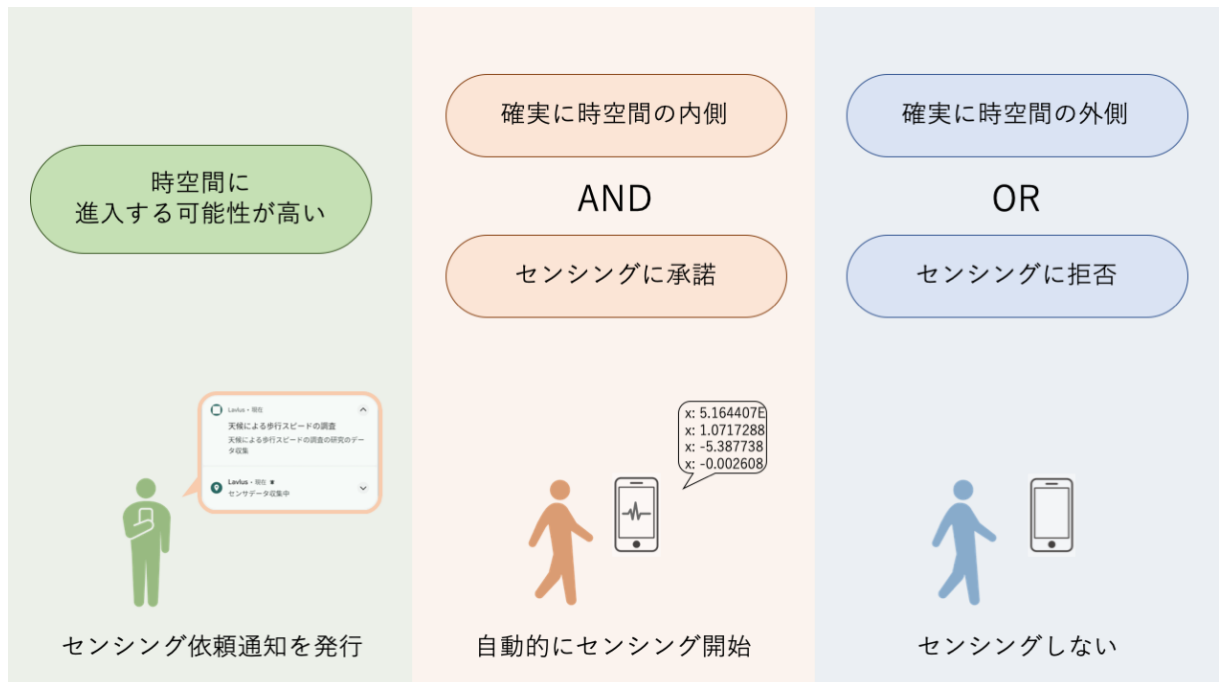 時空間に
進入する可能性が高い
Lavlus・現在
天候による歩行スピードの調査
天候による歩行スピードの調査の研究のデー
タ収集
Lavlus・現在
センサデータ収集中
センシング依頼通知を発行
確実に時空間の内側
AND
センシングに承諾
x: 5.164407E
x: 1.0717288
x: -5.387738
x: -0.002608
自動的にセンシング開始
確実に時空間の外側
OR
センシングに拒否
センシングしない